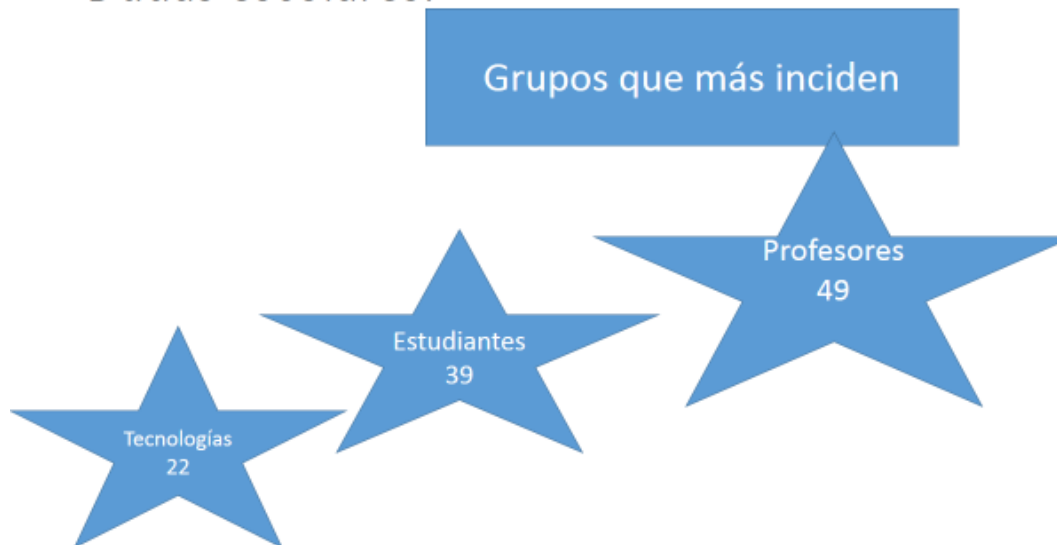 Grupos que más inciden
Profesores
49
Estudiantes
39
Tecnologías
22